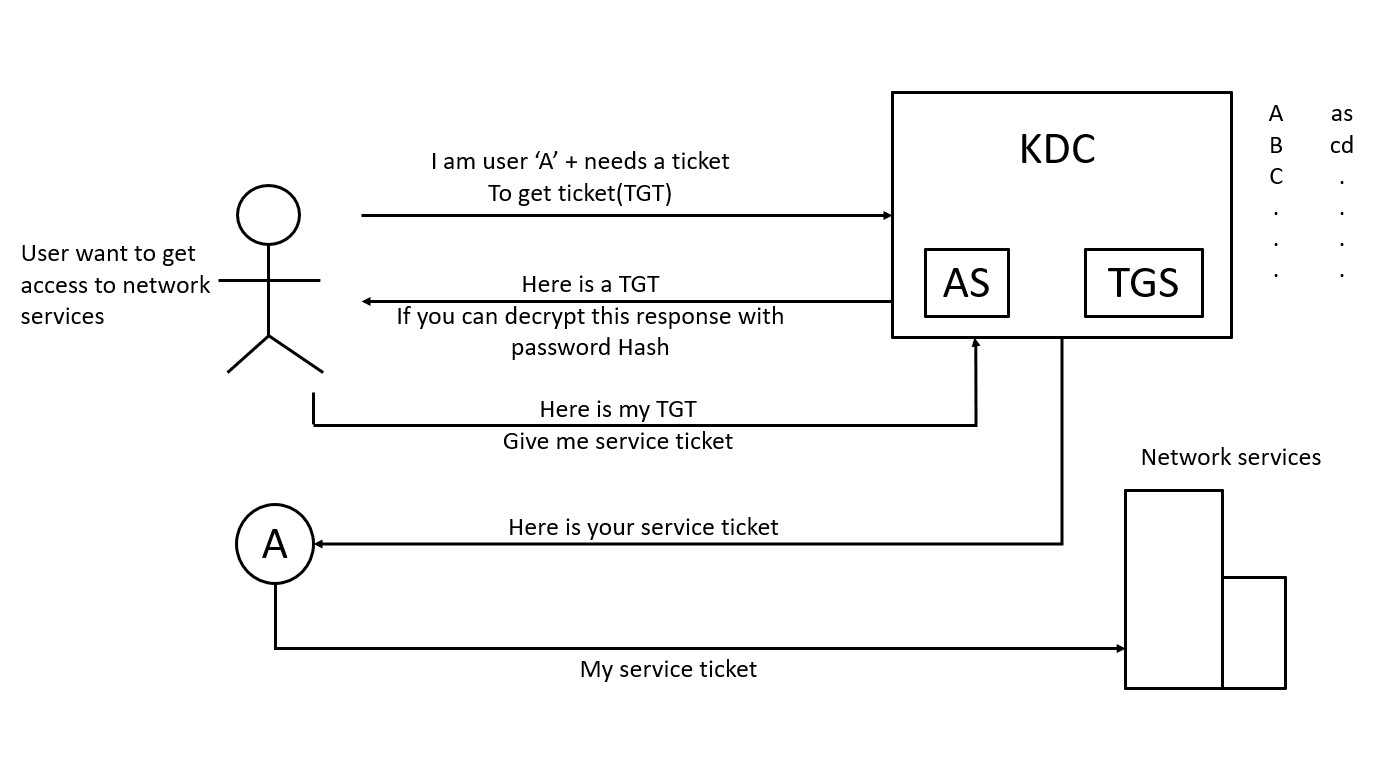 I am user ‘A’ + needs a ticket
To get ticket(TGT)
KDC
A as
B cd
C .
. .
. .
. .
User want to get
access to network
services
Here is a TGT
If you can decrypt this response with
password Hash
AS
TGS
Here is my TGT
Give me service ticket
Network services
Here is your service ticket
A
My service ticket